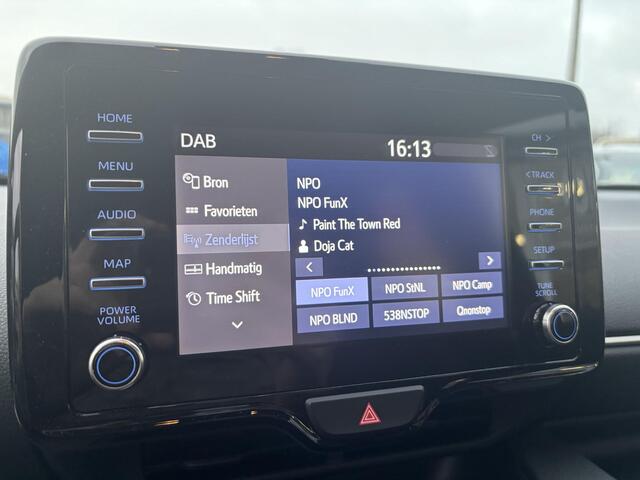 HOME
MENU
AUDIO
MAP
POWER
VOLUME
DAB
16:13
Bron
Favorieten
Zenderlijst
Handmatig
Time Shift
NPO
NPO FunX
Paint The Town Red
Doja Cat
<
>
NPO FunX
NPO StNL
NPO Camp
NPO BLND
538NSTOP
Qnonstop
CH >
< TRACK
PHONE
SETUP
TUNE
SCROLL